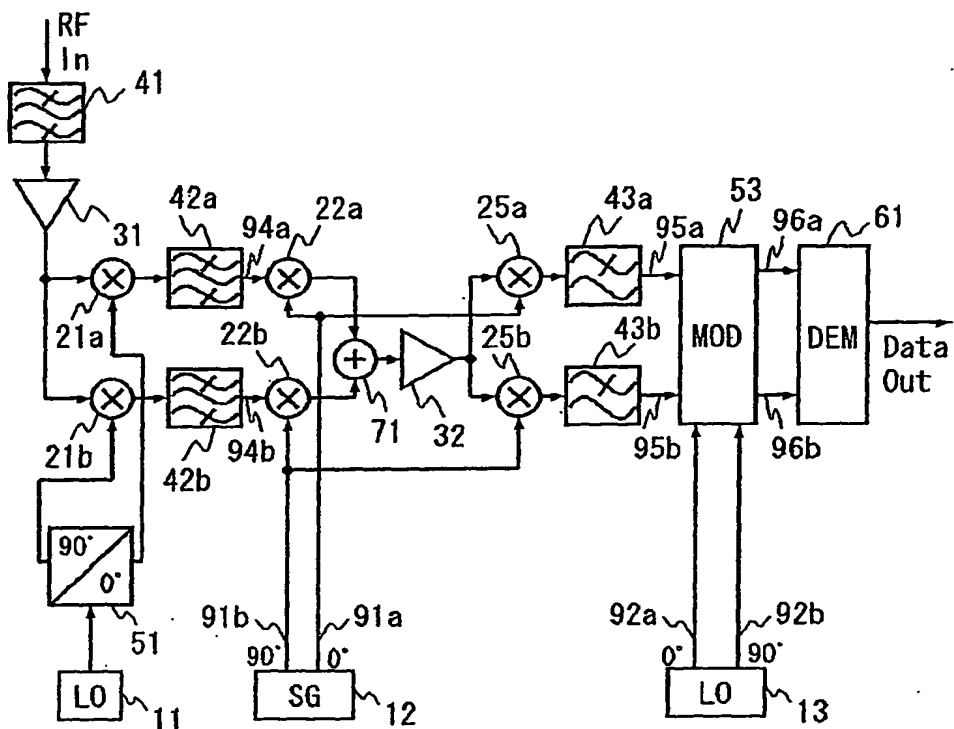 RF
In
41
31
42a
94a
22a
25a
43a
95a
53
96a
61
21a
22b
25b
43b
MOD
DEM
Data
Out
21b
42b
94b
71
32
95b
96b
90°
0°
51
91b
91a
92a
92b
90°
0°
0°
90°
LO
11
SG
12
LO
13